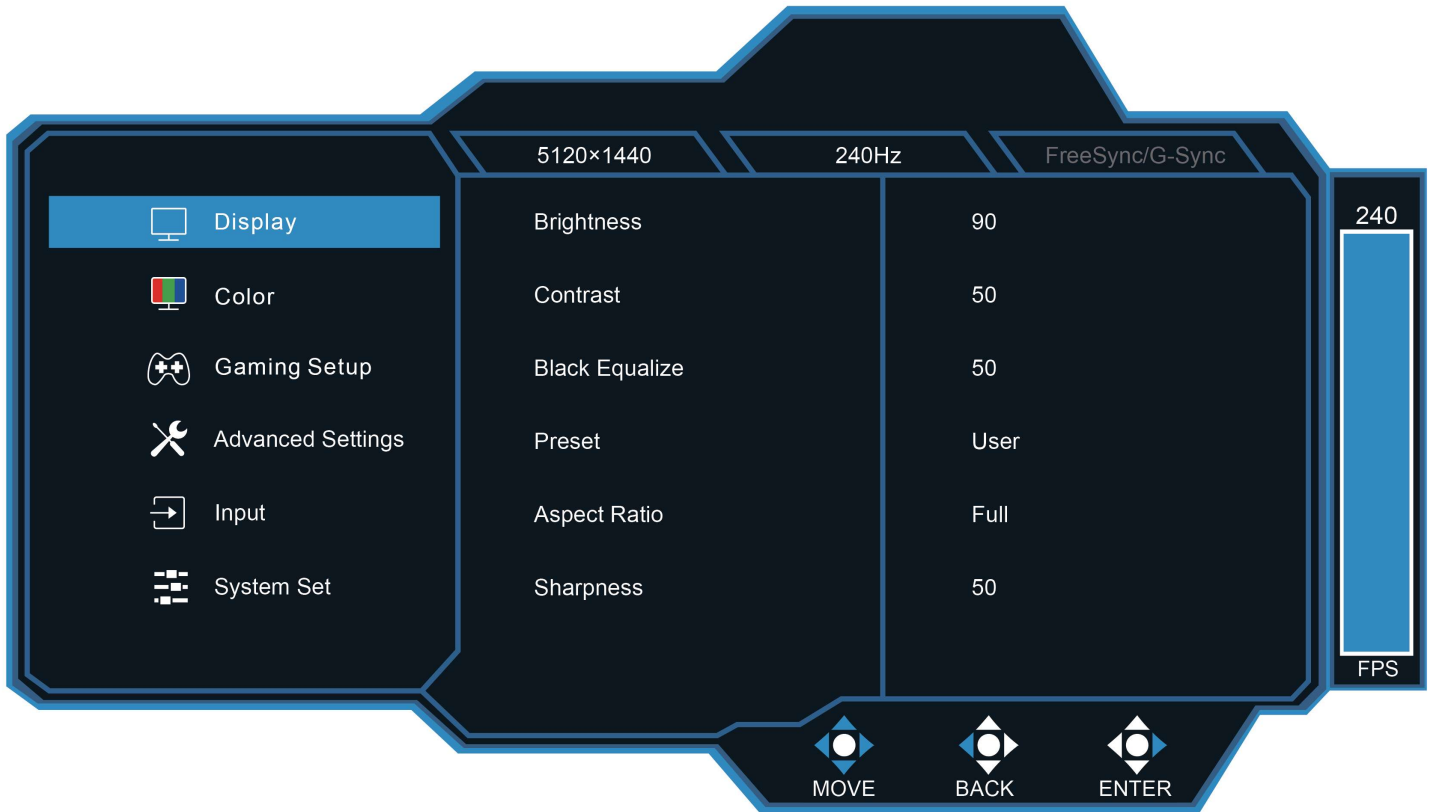 5120×1440 240Hz FreeSync/G-Sync
Display Brightness 90 240
Color Contrast 50
Gaming Setup Black Equalize 50
Advanced Settings Preset User
Input Aspect Ratio Full
System Set Sharpness 50
FPS
MOVE BACK ENTER